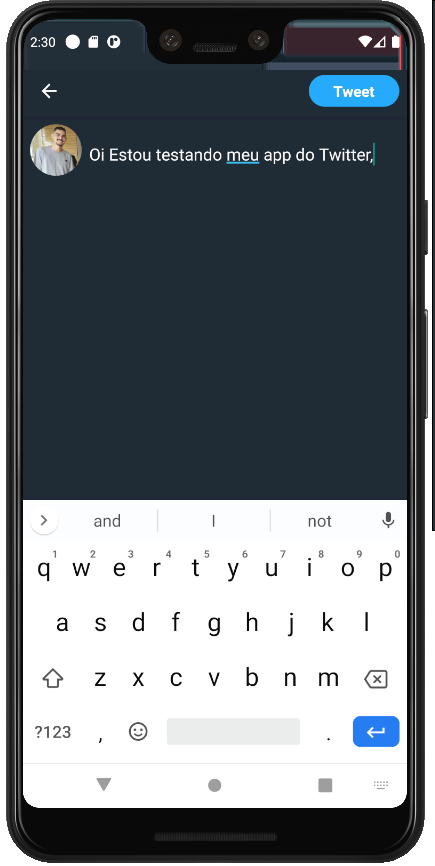 2:30
Tweet
Oi Estou testando meu app do Twitter,
and I not
1 2 3 4 5 6 7 8 9 0
q w e r t y u i o p
a s d f g h j k l
z x c v b n m
?123 , .